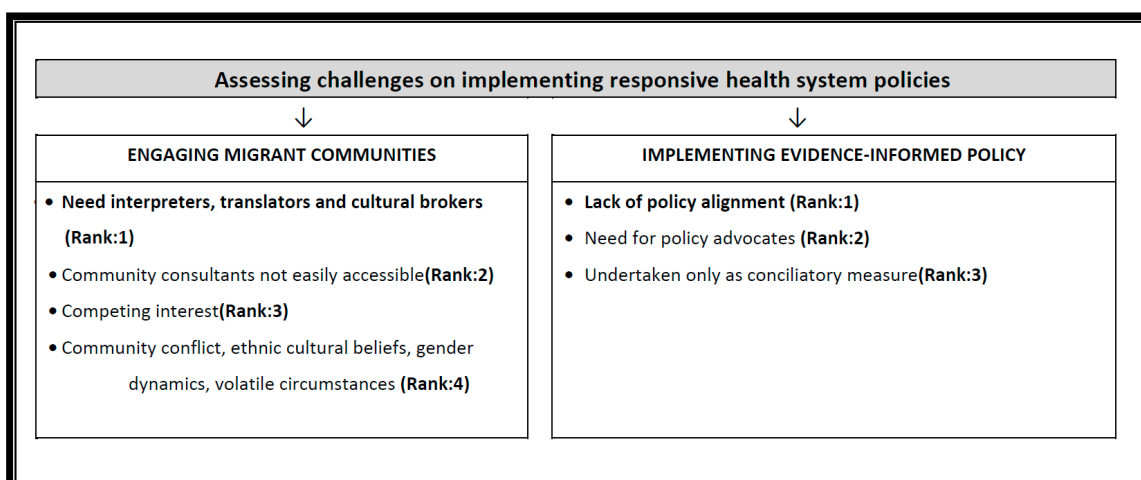 Assessing challenges on implementing responsive health system policies
↓ ↓
ENGAGING MIGRANT COMMUNITIES
• Need interpreters, translators and cultural brokers
(Rank:1)
• Community consultants not easily accessible(Rank:2)
• Competing interest(Rank:3)
• Community conflict, ethnic cultural beliefs, gender
dynamics, volatile circumstances (Rank:4)
IMPLEMENTING EVIDENCE-INFORMED POLICY
• Lack of policy alignment (Rank:1)
• Need for policy advocates (Rank:2)
• Undertaken only as conciliatory measure(Rank:3)